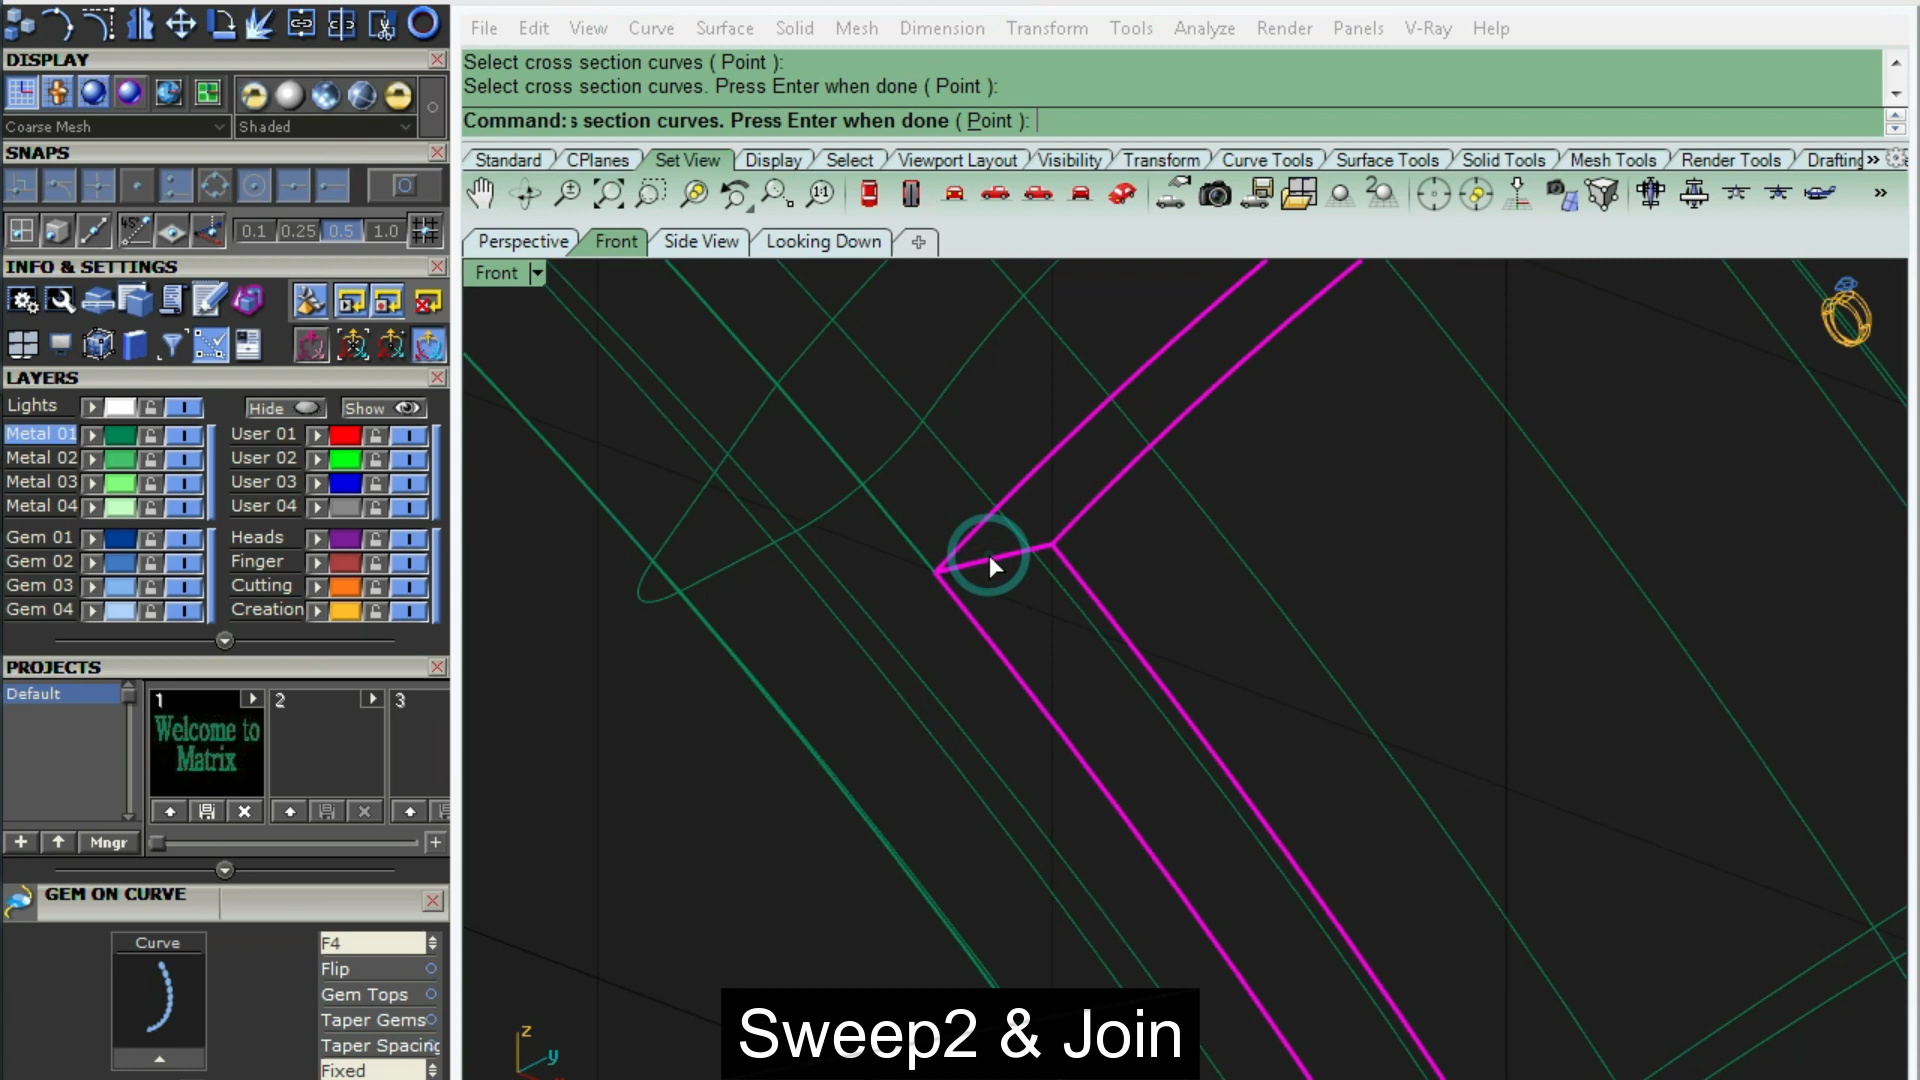 DISPLAY
Coarse Mesh
Shaded
SNAPS
45°
0.1
0.25
0.5
1.0
INFO & SETTINGS
LAYERS
Lights
Hide
Show
Metal 01
User 01
Metal 02
User 02
Metal 03
User 03
Metal 04
User 04
Gem 01
Heads
Gem 02
Finger
Gem 03
Cutting
Gem 04
Creation
PROJECTS
Default
1
2
3
Welcome to
Matrix
Mngr
GEM ON CURVE
Curve
F4
Flip
Gem Tops
Taper Gems
Taper Spacing
Fixed
File Edit View Curve Surface Solid Mesh Dimension Transform Tools Analyze Render Panels V-Ray Help
Select cross section curves ( Point ):
Select cross section curves. Press Enter when done ( Point ):
Command: s section curves. Press Enter when done ( Point ):
Standard CPlanes Set View Display Select Viewport Layout Visibility Transform Curve Tools Surface Tools Solid Tools Mesh Tools Render Tools Drafting
1:1
2
Perspective Front Side View Looking Down
Front
z
y
Sweep2 & Join